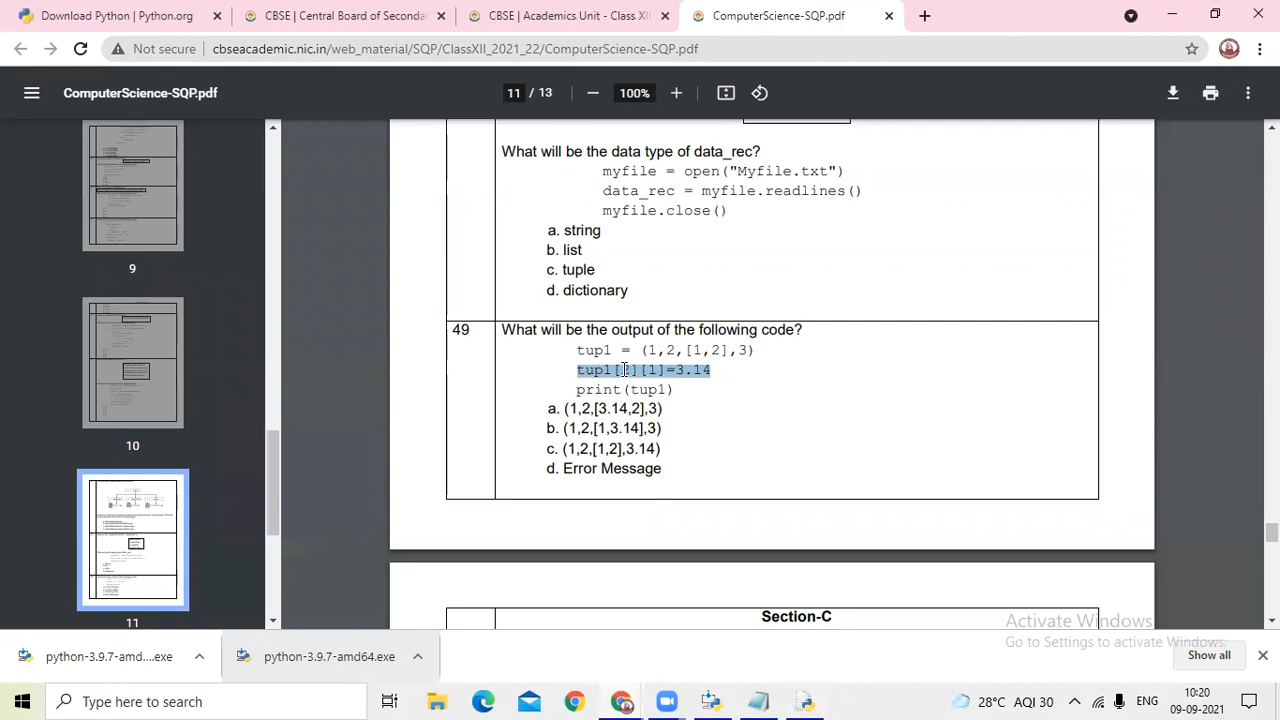 Download Python | Python.org
CBSE | Central Board of Secondar
CBSE | Academics Unit - Class XII
ComputerScience-SQP.pdf
Not secure
cbseacademic.nic.in/web_material/SQP/ClassXII_2021_22/ComputerScience-SQP.pdf
ComputerScience-SQP.pdf
11 / 13
100%
9
10
11
What will be the data type of data_rec?
myfile = open("Myfile.txt")
data_rec = myfile.readlines()
myfile.close()
a. string
b. list
c. tuple
d. dictionary
49
What will be the output of the following code?
tup1 = (1,2,[1,2],3)
tup1[2][1]=3.14
print(tup1)
a. (1,2,[3.14,2],3)
b. (1,2,[1,3.14],3)
c. (1,2,[1,2],3.14)
d. Error Message
Section-C
Activate Windows
Go to Settings to activate Windows.
python-3.9.7-amd....exe
python-3.9.7-amd64.exe
Show all
Type here to search
28°C AQI 30
ENG
10:20
09-09-2021